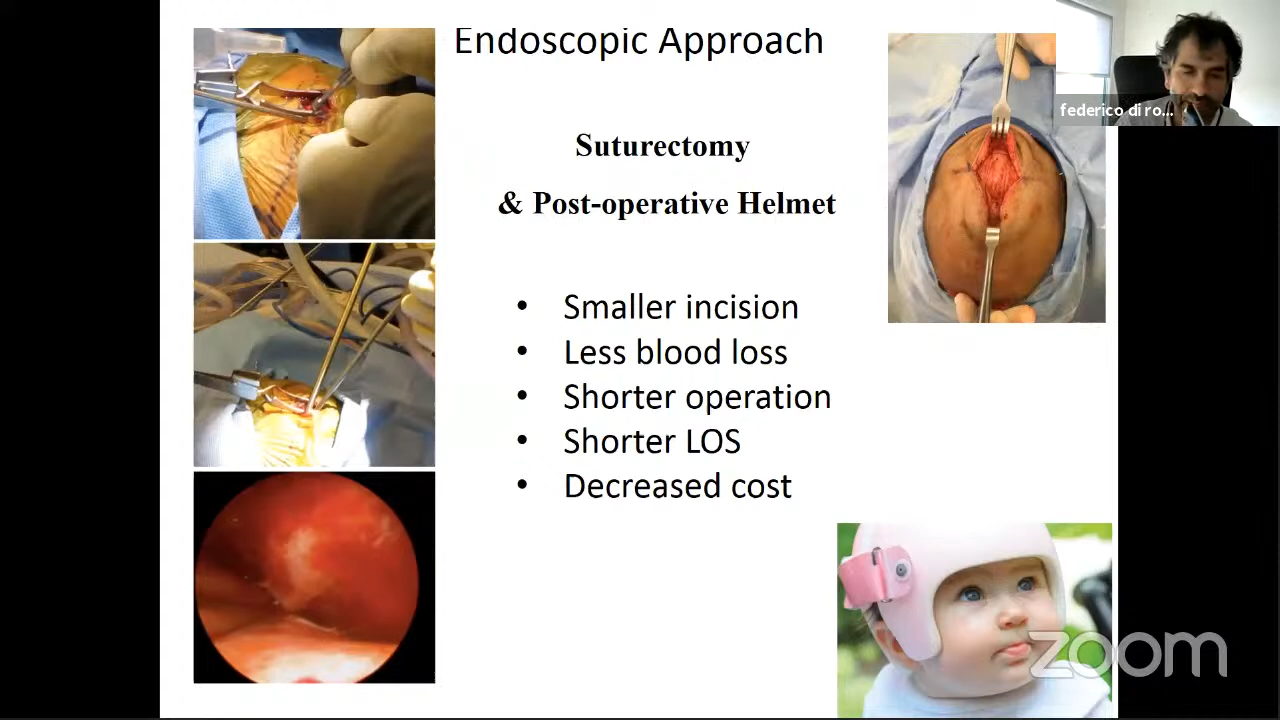 Endoscopic Approach
federico di ro...
Suturectomy
& Post-operative Helmet
• Smaller incision
• Less blood loss
• Shorter operation
• Shorter LOS
• Decreased cost
zoom